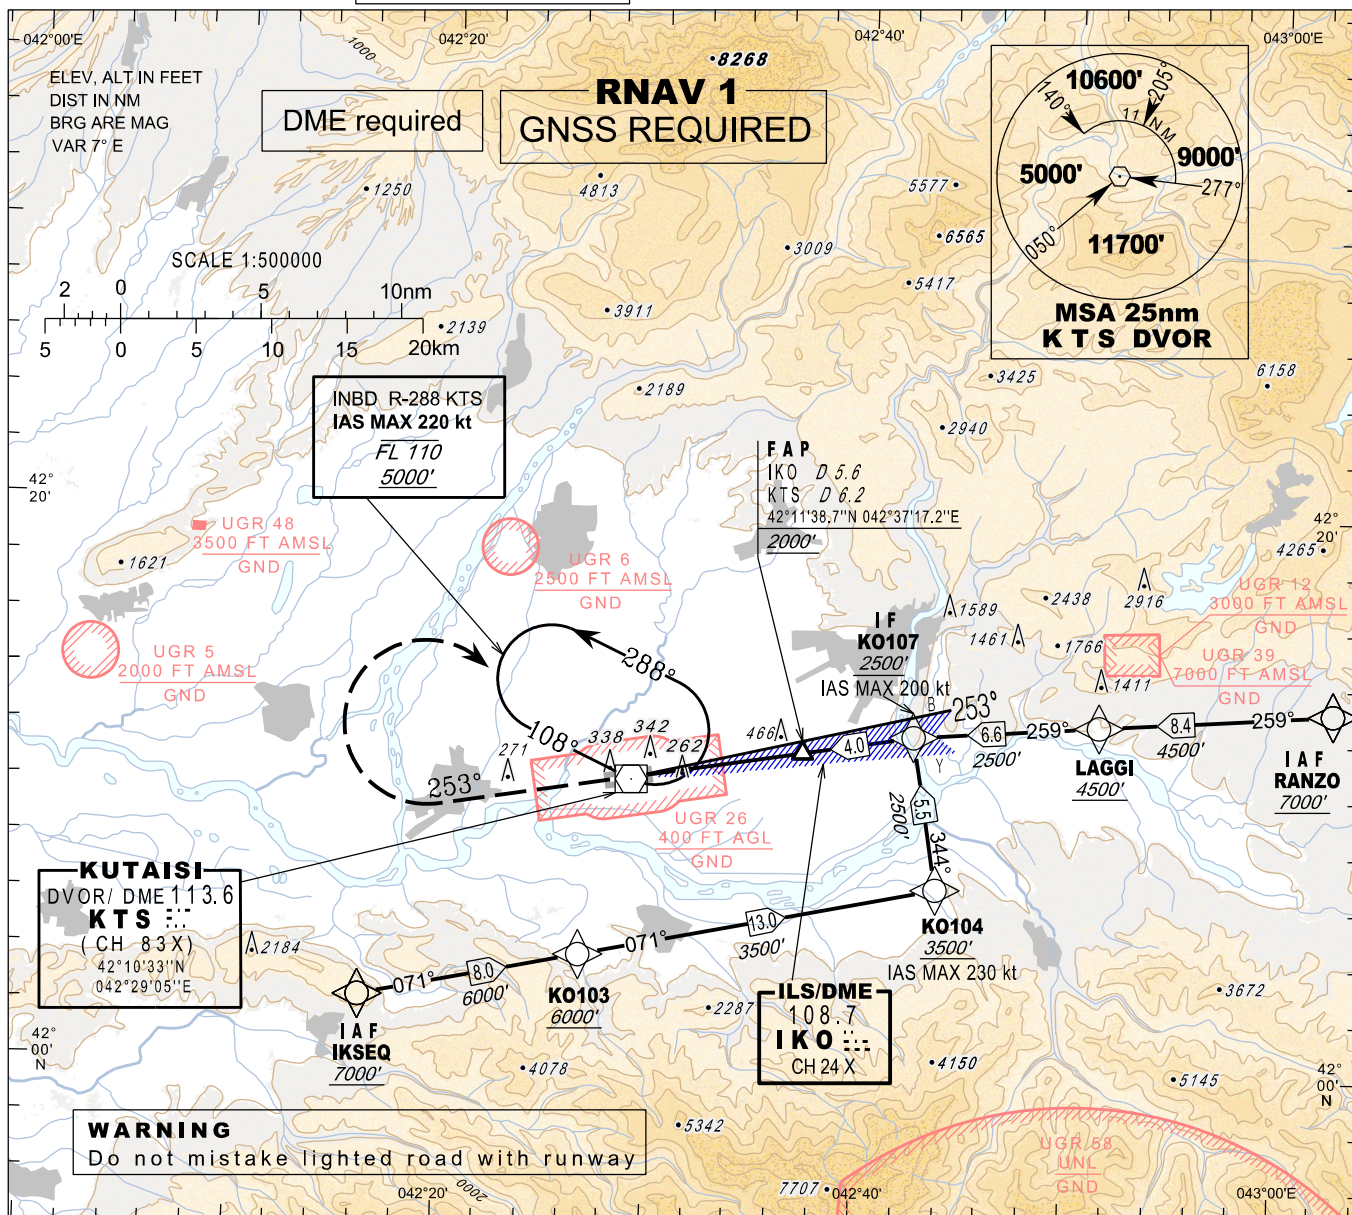 042°00'E
042°20'
042°40'
043°00'E
1000
8268
ELEV, ALT IN FEET
DIST IN NM
BRG ARE MAG
VAR 7° E
DME required
RNAV 1
GNSS REQUIRED
10600'
140°
205°
11 NM
9000'
5000'
277°
050°
11700'
MSA 25nm
KTS DVOR
1250
4813
5577
6565
3009
5417
SCALE 1:500000
2 0 5 10nm
5 0 5 10 15 20km
3911
2139
2189
3425
6158
2940
INBD R-288 KTS
IAS MAX 220 kt
FL 110
5000'
FAP
IKO D 5.6
KTS D 6.2
42°11'38.7"N 042°37'17.2"E
2000'
42°
20'
42°
20'
UGR 48
3500 FT AMSL
GND
1621
UGR 6
2500 FT AMSL
GND
4265
UGR 12
3000 FT AMSL
GND
2916
2438
1589
1461
1766
UGR 39
7000 FT AMSL
GND
1411
UGR 5
2000 FT AMSL
GND
IF
KO107
2500'
IAS MAX 200 kt
288°
108°
253°
B
253°
Y
338
342
262
271
466
4.0
6.6
2500'
259°
8.4
4500'
259°
LAGGI
4500'
IAF
RANZO
7000'
UGR 26
400 FT AGL
GND
5.5
2500'
344°
KUTAISI
DVOR/ DME 113.6
KTS
(CH 83X)
42°10'33"N
042°29'05"E
2184
071°
8.0
6000'
071°
13.0
3500'
KO104
3500'
IAS MAX 230 kt
KO103
6000'
IAF
IKSEQ
7000'
ILS/DME
108.7
IKO
CH 24 X
2287
3672
4078
4150
5145
42°
00'
N
42°
00'
N
WARNING
Do not mistake lighted road with runway
5342
UGR 58
UNL
GND
7707
2000
042°20'
042°40'
043°00'E